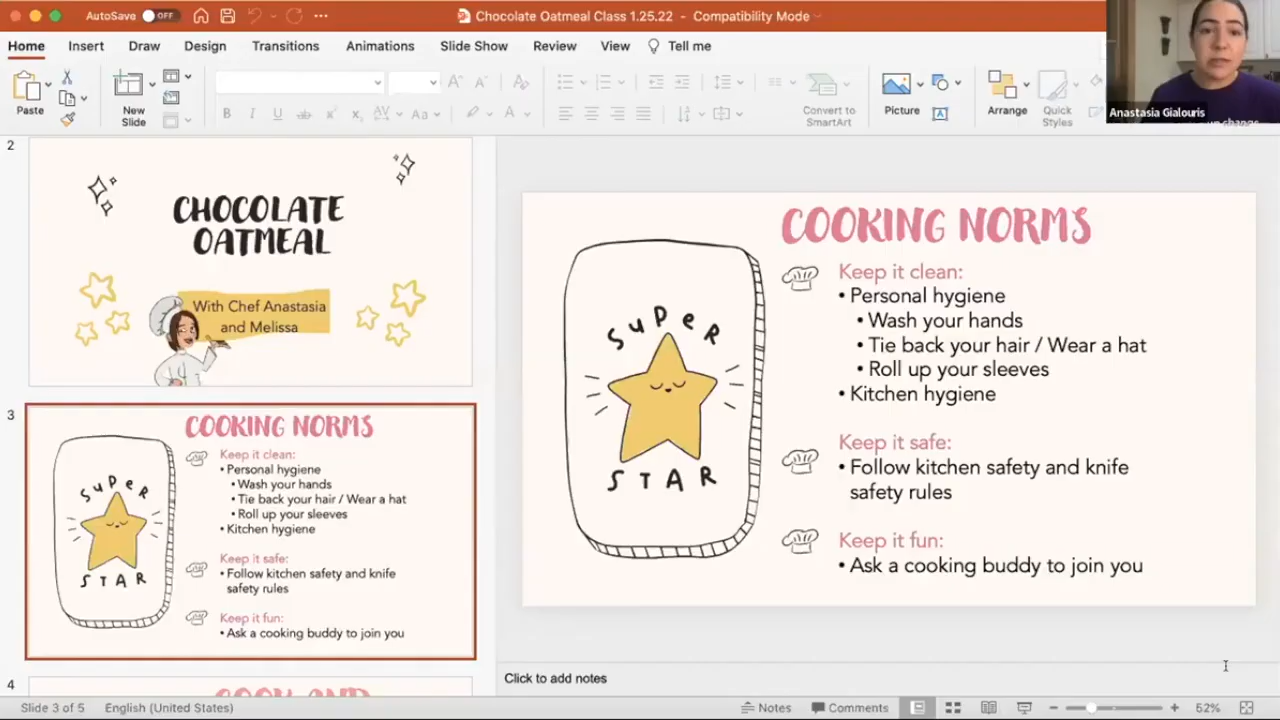 AutoSave OFF
Chocolate Oatmeal Class 1.25.22 - Compatibility Mode
Home Insert Draw Design Transitions Animations Slide Show Review View Tell me
Paste
New
Slide
B I U
Aa
A
Convert to
SmartArt
Picture
Arrange
Quick
Styles
Anastasia Gialouris
2
CHOCOLATE
OATMEAL
With Chef Anastasia
and Melissa
3
COOKING NORMS
SUPER
STAR
Keep it clean:
• Personal hygiene
• Wash your hands
• Tie back your hair / Wear a hat
• Roll up your sleeves
• Kitchen hygiene
Keep it safe:
• Follow kitchen safety and knife
safety rules
Keep it fun:
• Ask a cooking buddy to join you
4
COOKING NORMS
SUPER
STAR
Keep it clean:
• Personal hygiene
• Wash your hands
• Tie back your hair / Wear a hat
• Roll up your sleeves
• Kitchen hygiene
Keep it safe:
• Follow kitchen safety and knife
safety rules
Keep it fun:
• Ask a cooking buddy to join you
Click to add notes
Slide 3 of 5 English (United States) Notes Comments 52%